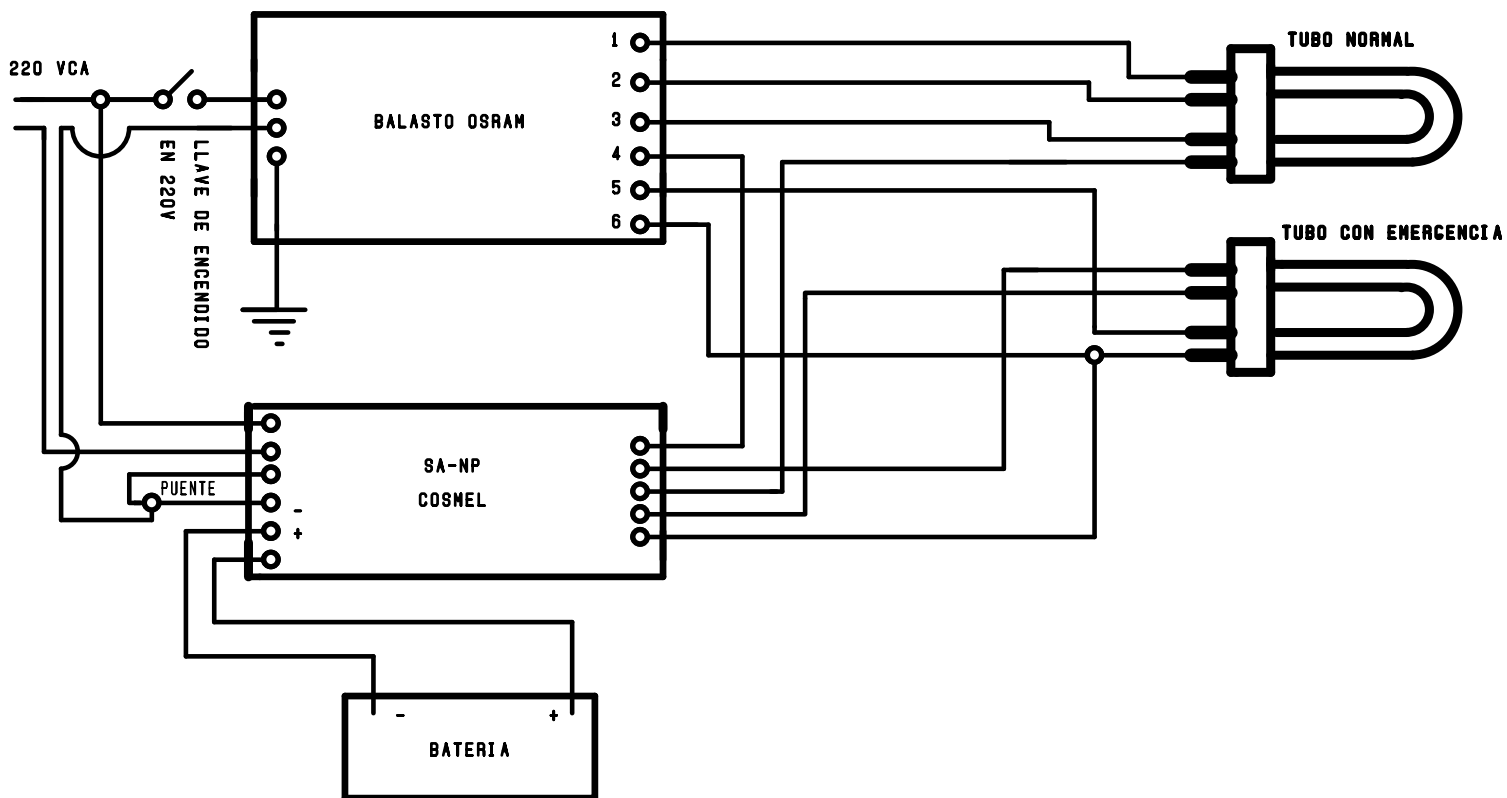 220 VCA
LLAVE DE ENCENDIDO
EN 220V
BALASTO OSRAM
1
2
3
4
5
6
TUBO NORMAL
TUBO CON EMERGENCIA
SA-NP
COSMEL
PUENTE
-
+
- +
BATERIA